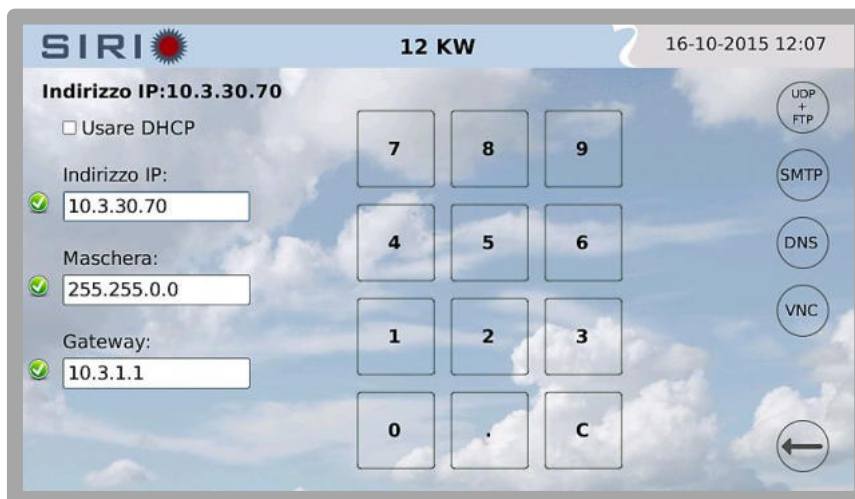 SIRIO
12 KW
16-10-2015 12:07
Indirizzo IP:10.3.30.70
Usare DHCP
Indirizzo IP:
10.3.30.70
Maschera:
255.255.0.0
Gateway:
10.3.1.1
7 8 9
4 5 6
1 2 3
0 . C
UDP
+
FTP
SMTP
DNS
VNC